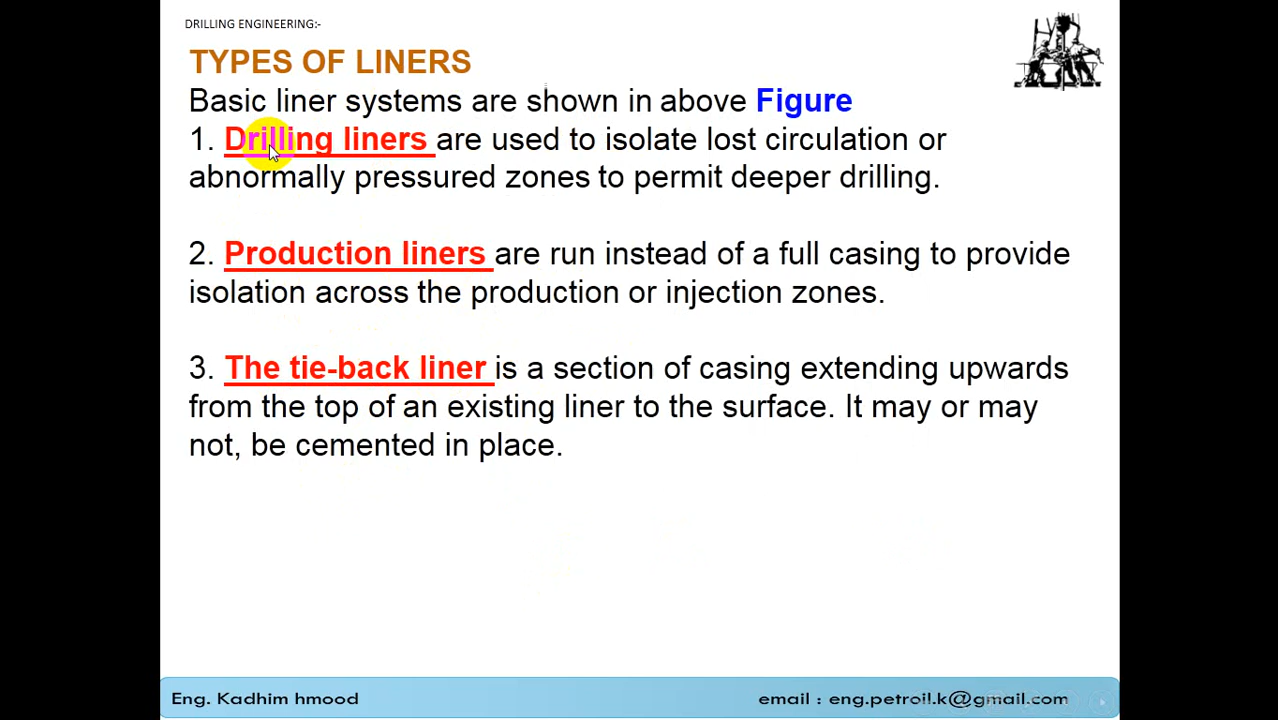 DRILLING ENGINEERING:-
TYPES OF LINERS
Basic liner systems are shown in above Figure
1. Drilling liners are used to isolate lost circulation or
abnormally pressured zones to permit deeper drilling.
2. Production liners are run instead of a full casing to provide
isolation across the production or injection zones.
3. The tie-back liner is a section of casing extending upwards
from the top of an existing liner to the surface. It may or may
not, be cemented in place.
Eng. Kadhim hmood
email : eng.petroil.k@gmail.com